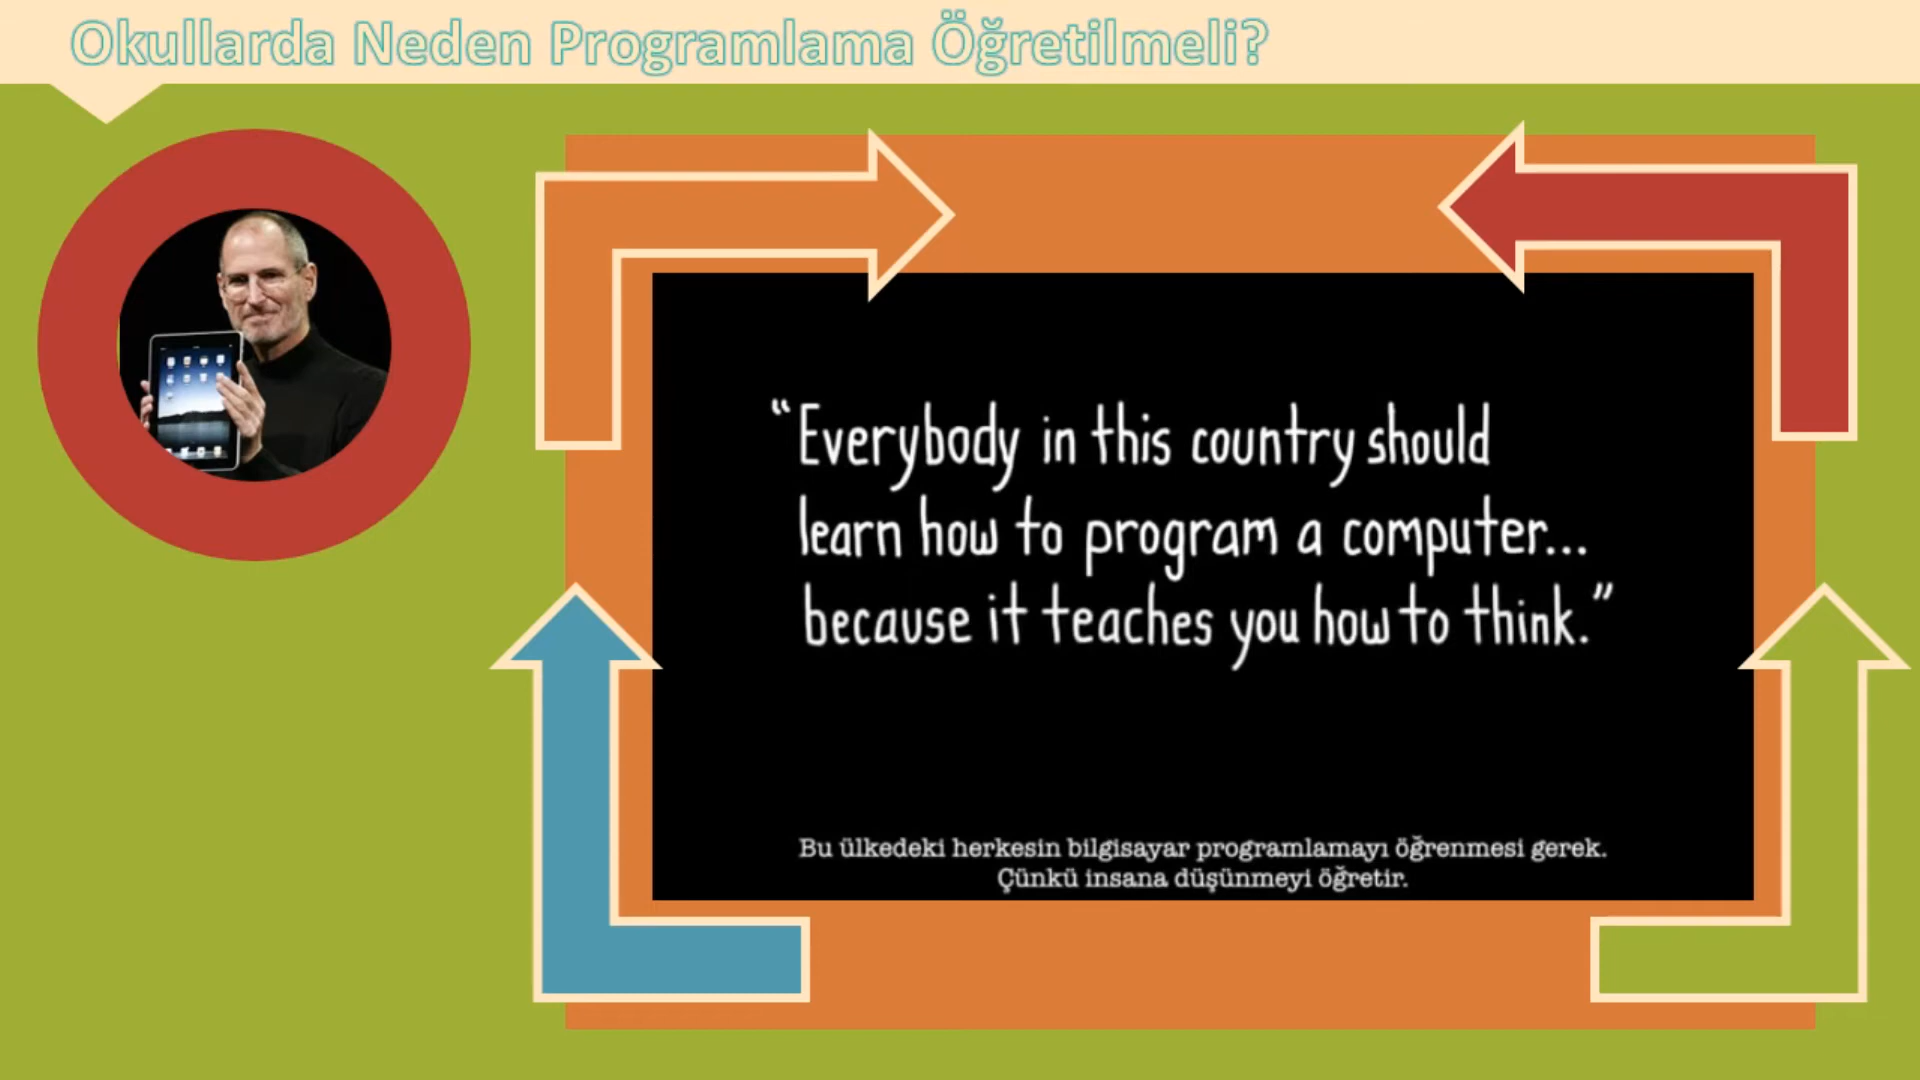 Okullarda Neden Programlama Öğretilmeli?
“Everybody in this country should
learn how to program a computer...
because it teaches you how to think.”
Bu ülkedeki herkesin bilgisayar programlamayı öğrenmesi gerek.
Çünkü insana düşünmeyi öğretir.